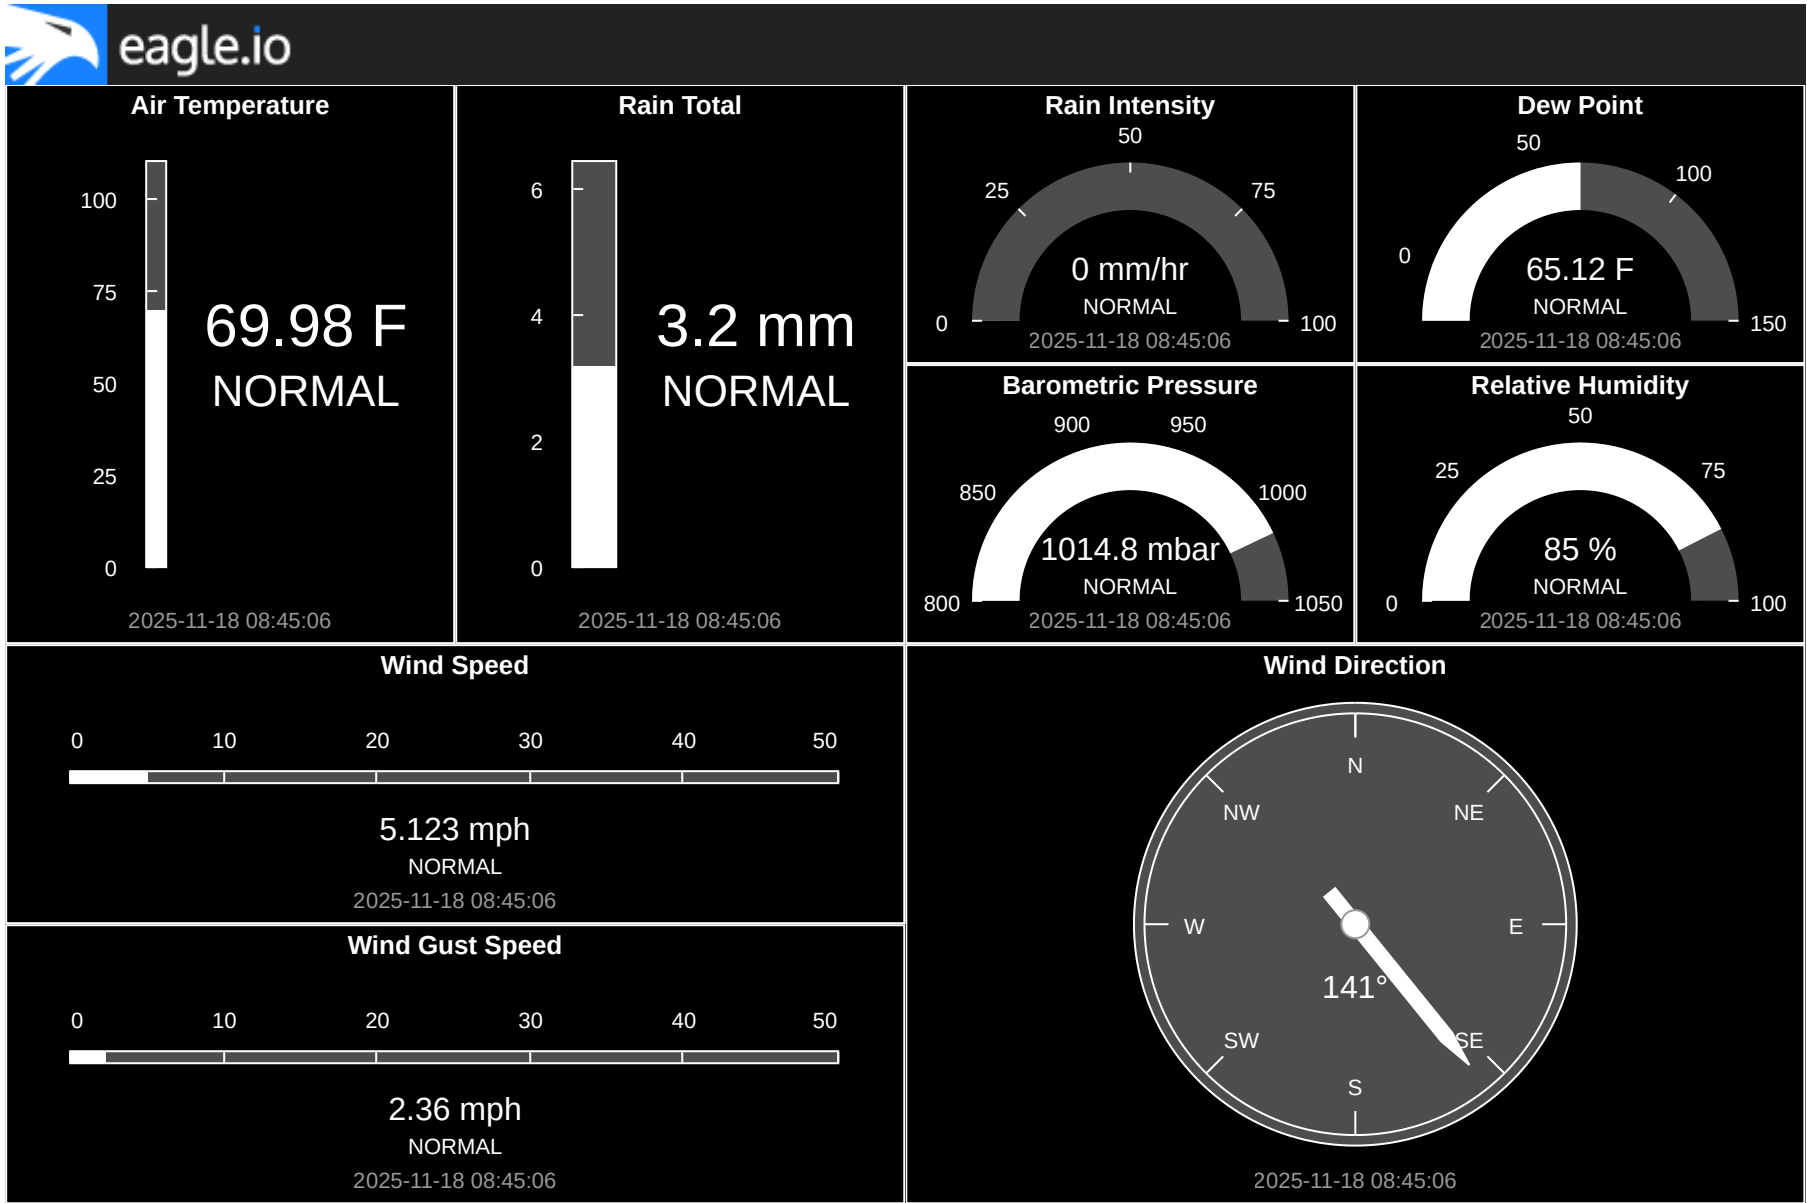 eagle.io
Air Temperature
100
75
50
25
0
69.98 F
NORMAL
2025-11-18 08:45:06
Rain Total
6
4
2
0
3.2 mm
NORMAL
2025-11-18 08:45:06
Rain Intensity
0
25
50
75
100
0 mm/hr
NORMAL
2025-11-18 08:45:06
Dew Point
0
50
100
150
65.12 F
NORMAL
2025-11-18 08:45:06
Barometric Pressure
800
850
900
950
1000
1050
1014.8 mbar
NORMAL
2025-11-18 08:45:06
Relative Humidity
0
25
50
75
100
85 %
NORMAL
2025-11-18 08:45:06
Wind Speed
0 10 20 30 40 50
5.123 mph
NORMAL
2025-11-18 08:45:06
Wind Gust Speed
0 10 20 30 40 50
2.36 mph
NORMAL
2025-11-18 08:45:06
Wind Direction
N
NW NE
W E
141°
SW SE
S
2025-11-18 08:45:06